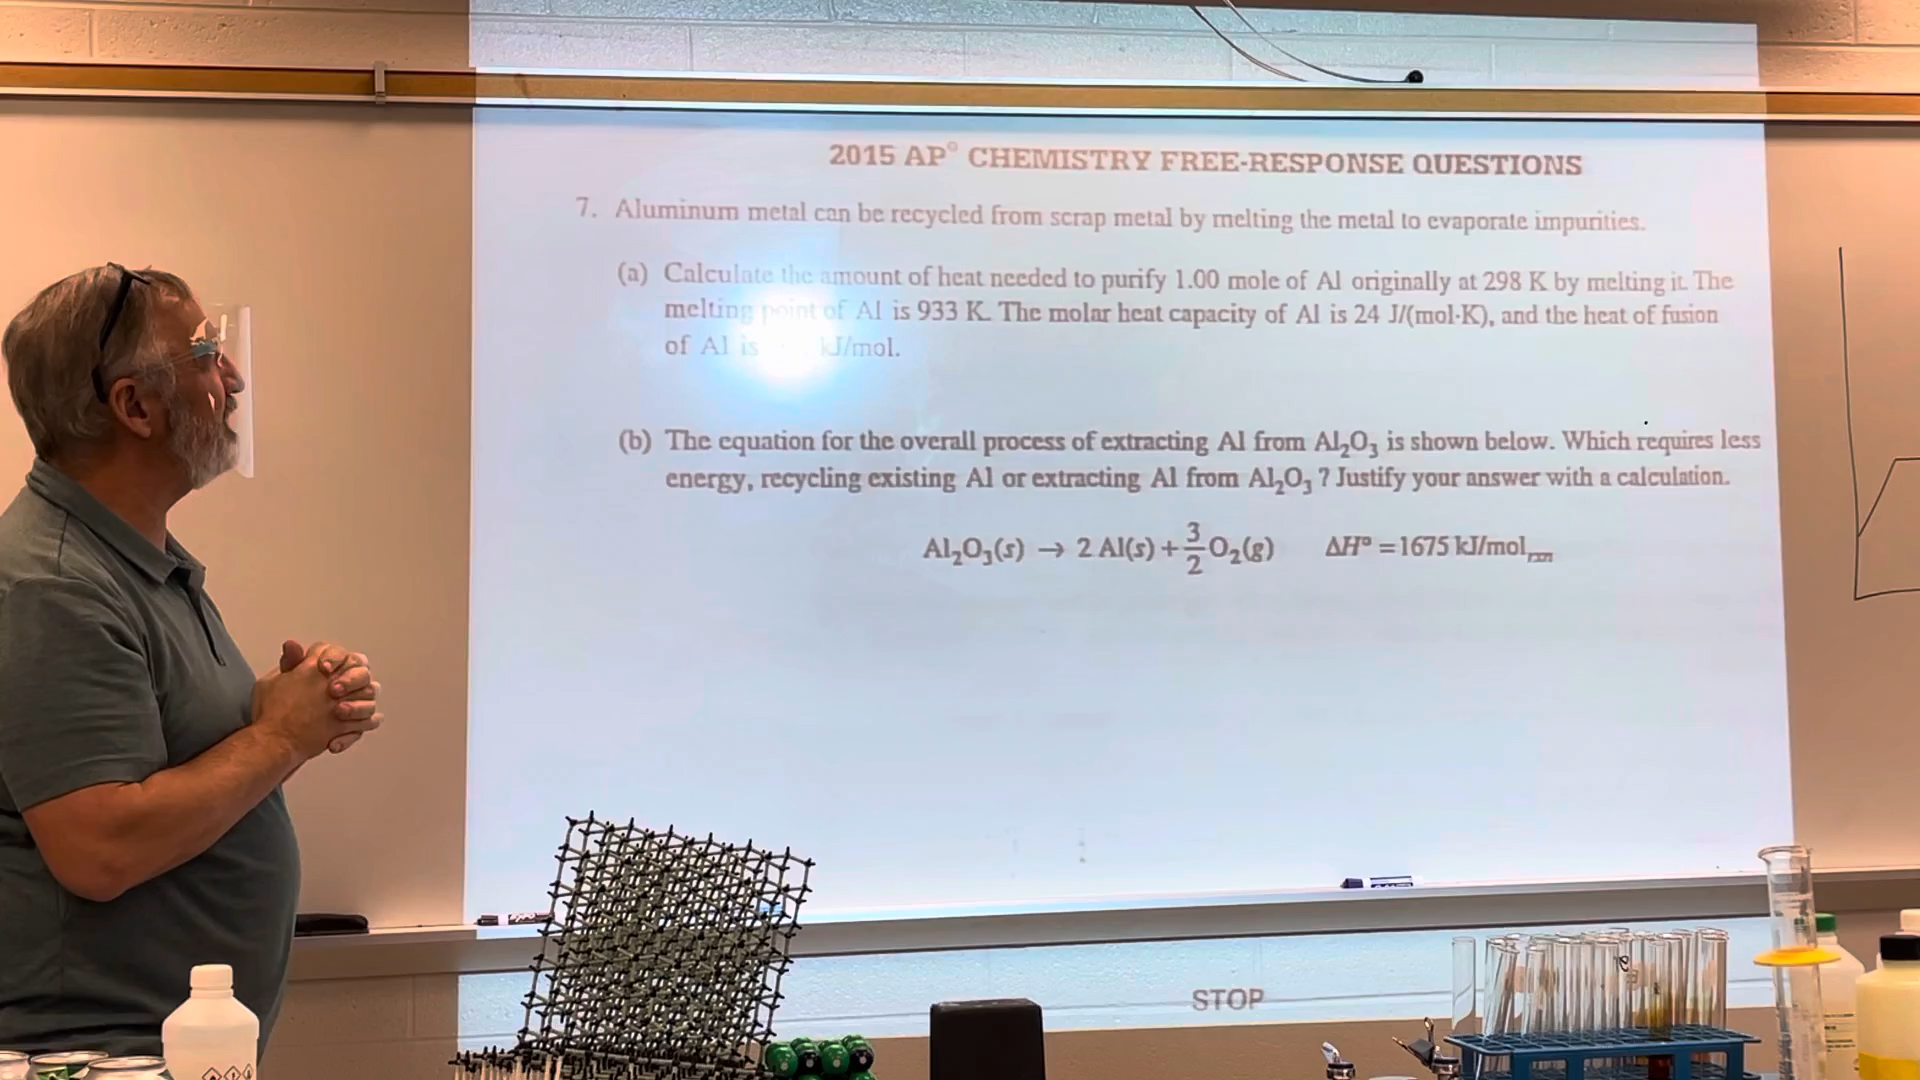 2015 AP® CHEMISTRY FREE-RESPONSE QUESTIONS
7. Aluminum metal can be recycled from scrap metal by melting the metal to evaporate impurities.
(a) Calculate the amount of heat needed to purify 1.00 mole of Al originally at 298 K by melting it. The
melting point of Al is 933 K. The molar heat capacity of Al is 24 J/(mol·K), and the heat of fusion
of Al is kJ/mol.
(b) The equation for the overall process of extracting Al from Al₂O₃ is shown below. Which requires less
energy, recycling existing Al or extracting Al from Al₂O₃ ? Justify your answer with a calculation.
Al₂O₃(s) → 2 Al(s) + 3/2 O₂(g) ΔH° = 1675 kJ/molᵣₓₙ
STOP